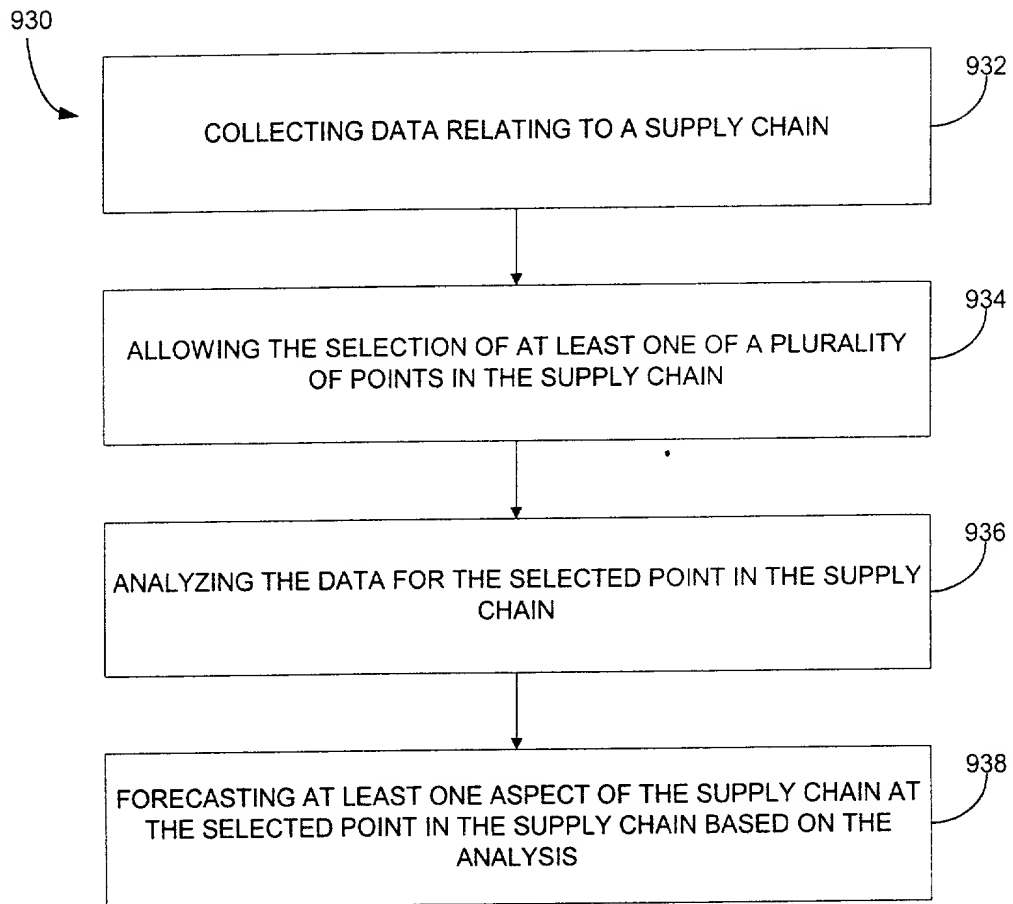 930
932
COLLECTING DATA RELATING TO A SUPPLY CHAIN
934
ALLOWING THE SELECTION OF AT LEAST ONE OF A PLURALITY
OF POINTS IN THE SUPPLY CHAIN
936
ANALYZING THE DATA FOR THE SELECTED POINT IN THE SUPPLY
CHAIN
938
FORECASTING AT LEAST ONE ASPECT OF THE SUPPLY CHAIN AT
THE SELECTED POINT IN THE SUPPLY CHAIN BASED ON THE
ANALYSIS